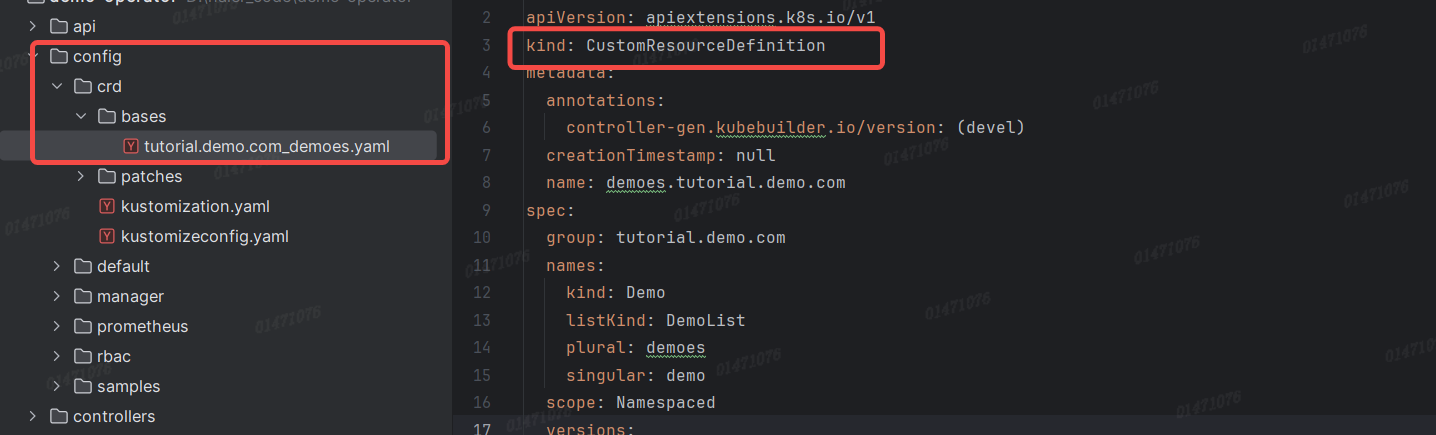 api
config
crd
bases
tutorial.demo.com_demoes.yaml
patches
kustomization.yaml
kustomizeconfig.yaml
default
manager
prometheus
rbac
samples
controllers
2 apiVersion: apiextensions.k8s.io/v1
3 kind: CustomResourceDefinition
4 metadata:
5 annotations:
6 controller-gen.kubebuilder.io/version: (devel)
7 creationTimestamp: null
8 name: demoes.tutorial.demo.com
9 spec:
10 group: tutorial.demo.com
11 names:
12 kind: Demo
13 listKind: DemoList
14 plural: demoes
15 singular: demo
16 scope: Namespaced
17 versions:
01471076